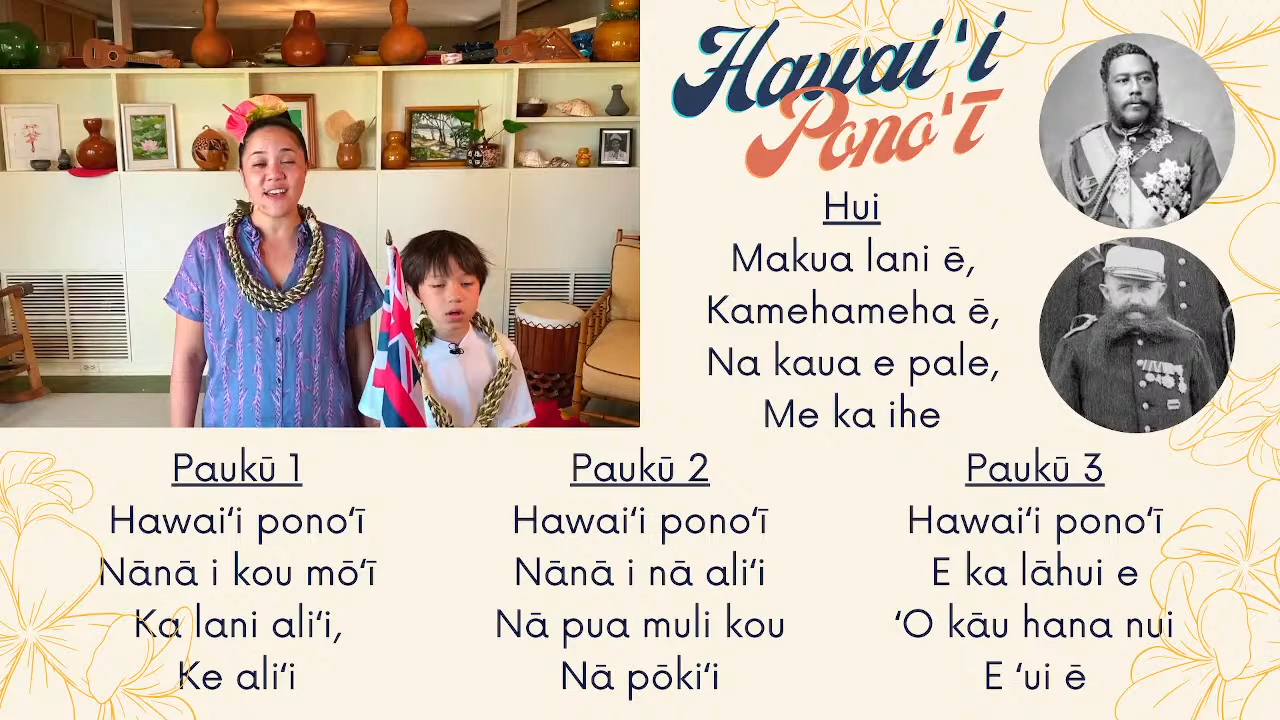 Hawaiʻi
Ponoʻī
Hui
Makua lani ē,
Kamehameha ē,
Na kaua e pale,
Me ka ihe
Paukū 1
Hawaiʻi ponoʻī
Nānā i kou mōʻī
Ka lani aliʻi,
Ke aliʻi
Paukū 2
Hawaiʻi ponoʻī
Nānā i nā aliʻi
Nā pua muli kou
Nā pōkiʻi
Paukū 3
Hawaiʻi ponoʻī
E ka lāhui e
ʻO kāu hana nui
E ʻui ē